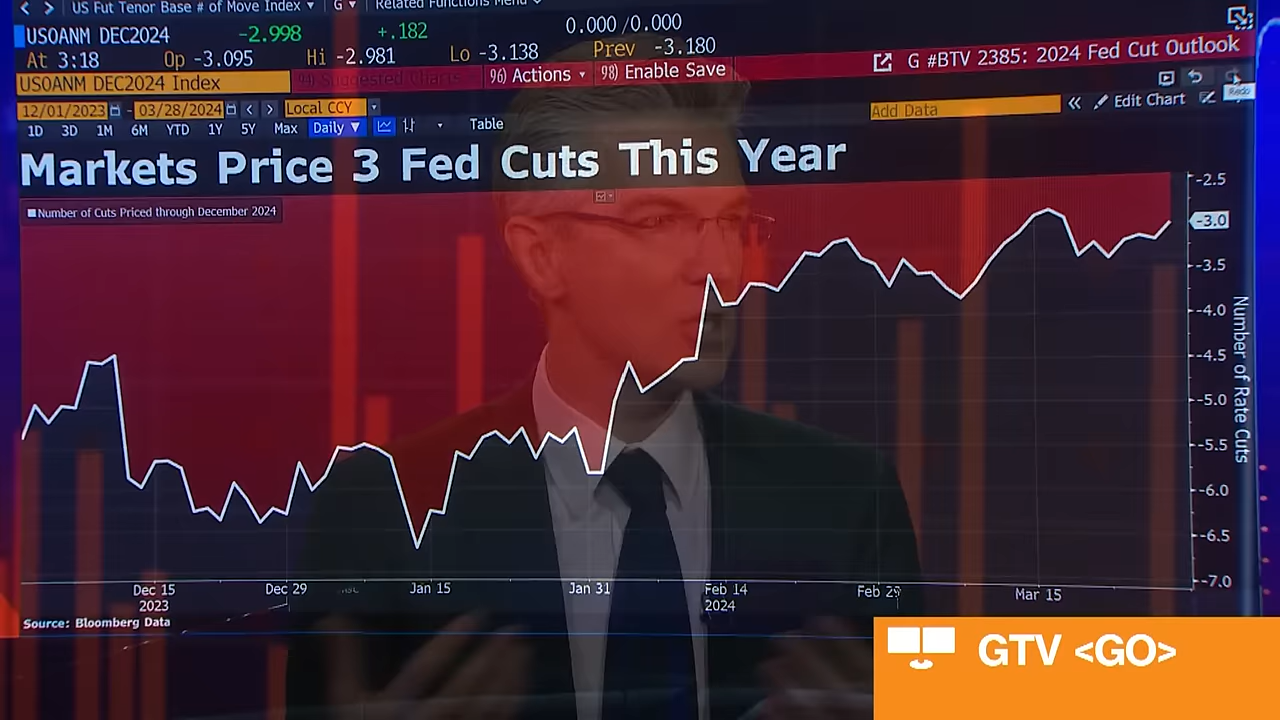 < > US Fut Tenor Base # of Move Index ▾ G ▾ Related Functions Menu
US0ANM DEC2024 -2.998 +.182 0.000 /0.000
At 3:18 Op -3.095 Hi -2.981 Lo -3.138 Prev -3.180
G #BTV 2385: 2024 Fed Cut Outlook
US0ANM DEC2024 Index 94) Suggested Charts 96) Actions ▾ 98) Enable Save
Redo
12/01/2023 - 03/28/2024 < > Local CCY
Add Data « Edit Chart
1D 3D 1M 6M YTD 1Y 5Y Max Daily ▼ Table
Markets Price 3 Fed Cuts This Year
Number of Cuts Priced through December 2024
-2.5
-3.0
-3.5
-4.0
-4.5
-5.0
-5.5
-6.0
-6.5
-7.0
Number of Rate Cuts
Dec 15 Dec 29 Jan 15 Jan 31 Feb 14 Feb 29 Mar 15
2023 2024
Source: Bloomberg Data
GTV <GO>